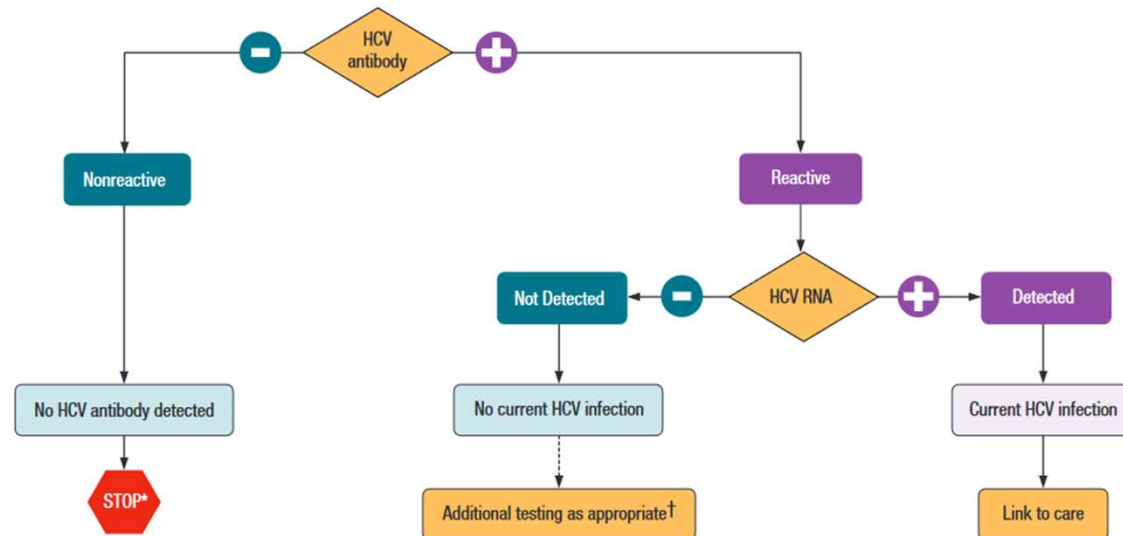 HCV
antibody
Nonreactive
Reactive
Not Detected
HCV RNA
Detected
No HCV antibody detected
No current HCV infection
Current HCV infection
STOP*
Additional testing as appropriate†
Link to care